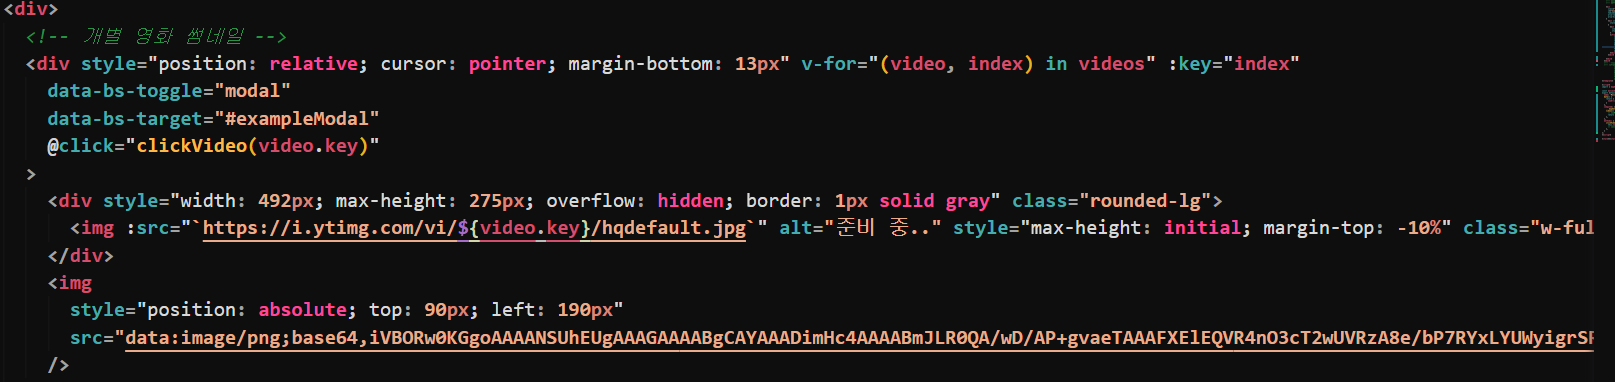 <div>
<!-- 개별 영화 썸네일 -->
<div style="position: relative; cursor: pointer; margin-bottom: 13px" v-for="(video, index) in videos" :key="index"
data-bs-toggle="modal"
data-bs-target="#exampleModal"
@click="clickVideo(video.key)"
>
<div style="width: 492px; max-height: 275px; overflow: hidden; border: 1px solid gray" class="rounded-lg">
<img :src="`https://i.ytimg.com/vi/${video.key}/hqdefault.jpg`" alt="준비 중.." style="max-height: initial; margin-top: -10%" class="w-ful
</div>
<img
style="position: absolute; top: 90px; left: 190px"
src="data:image/png;base64,iVBORw0KGgoAAAANSUhEUgAAAGAAAABgCAYAAADimHc4AAAABmJLR0QA/wD/AP+gvaeTAAAFXElEQVR4nO3cT2wUVRzA8e/bP7RYxLYUWyigrSF
/>